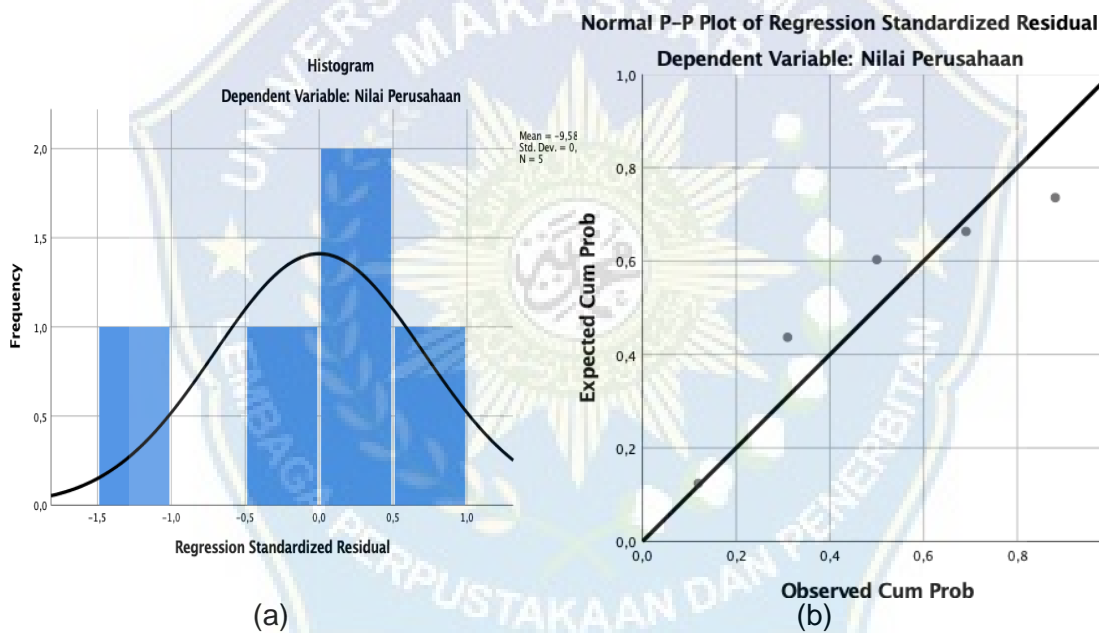 Histogram
Dependent Variable: Nilai Perusahaan
Mean = -9,58
Std. Dev. = 0,
N = 5
2,0
1,5
1,0
0,5
0,0
Frequency
-1,5 -1,0 -0,5 0,0 0,5 1,0
Regression Standardized Residual
(a)
Normal P-P Plot of Regression Standardized Residual
Dependent Variable: Nilai Perusahaan
1,0
0,8
0,6
0,4
0,2
0,0
Expected Cum Prob
0,0 0,2 0,4 0,6 0,8
Observed Cum Prob
(b)
PERPUSTAKAAN DAN PENERBITAN